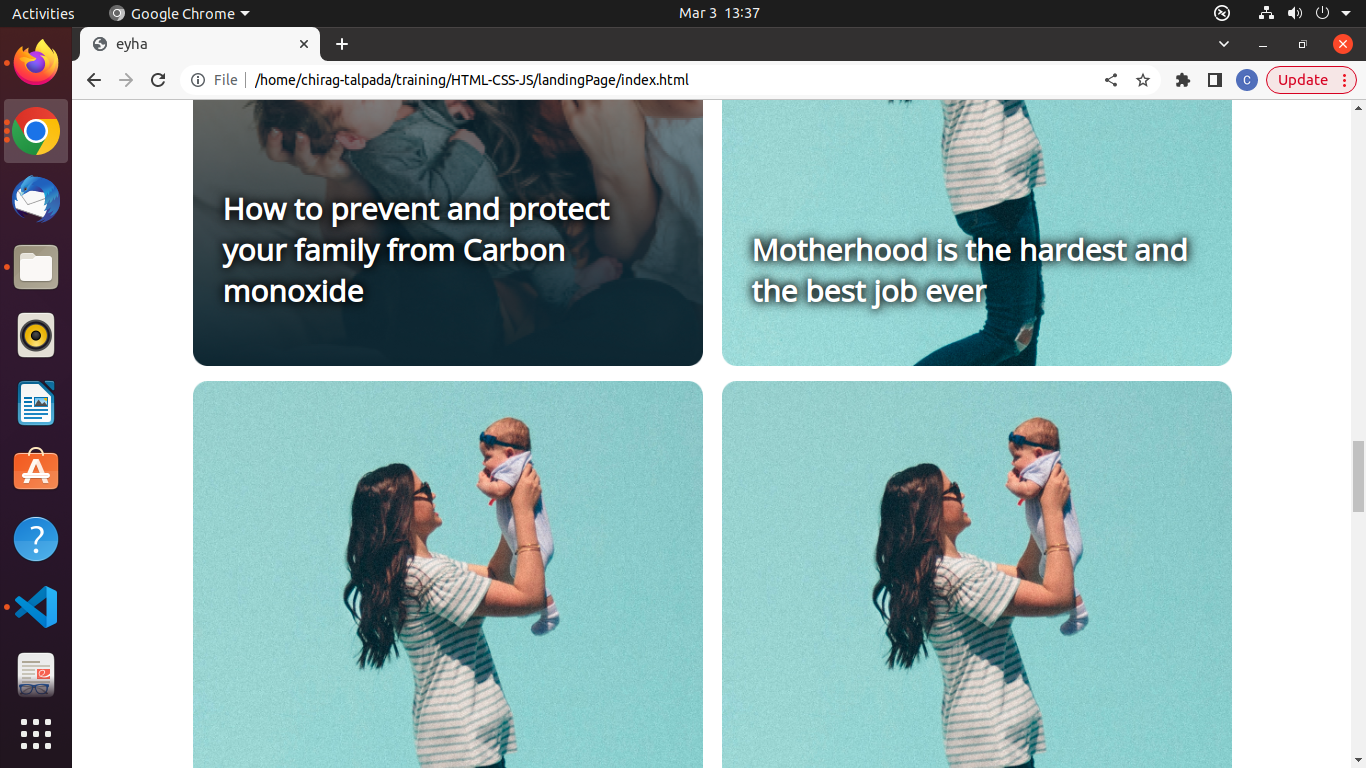 Activities
Google Chrome
Mar 3 13:37
eyha
File
/home/chirag-talpada/training/HTML-CSS-JS/landingPage/index.html
C
Update
How to prevent and protect
your family from Carbon
monoxide
Motherhood is the hardest and
the best job ever